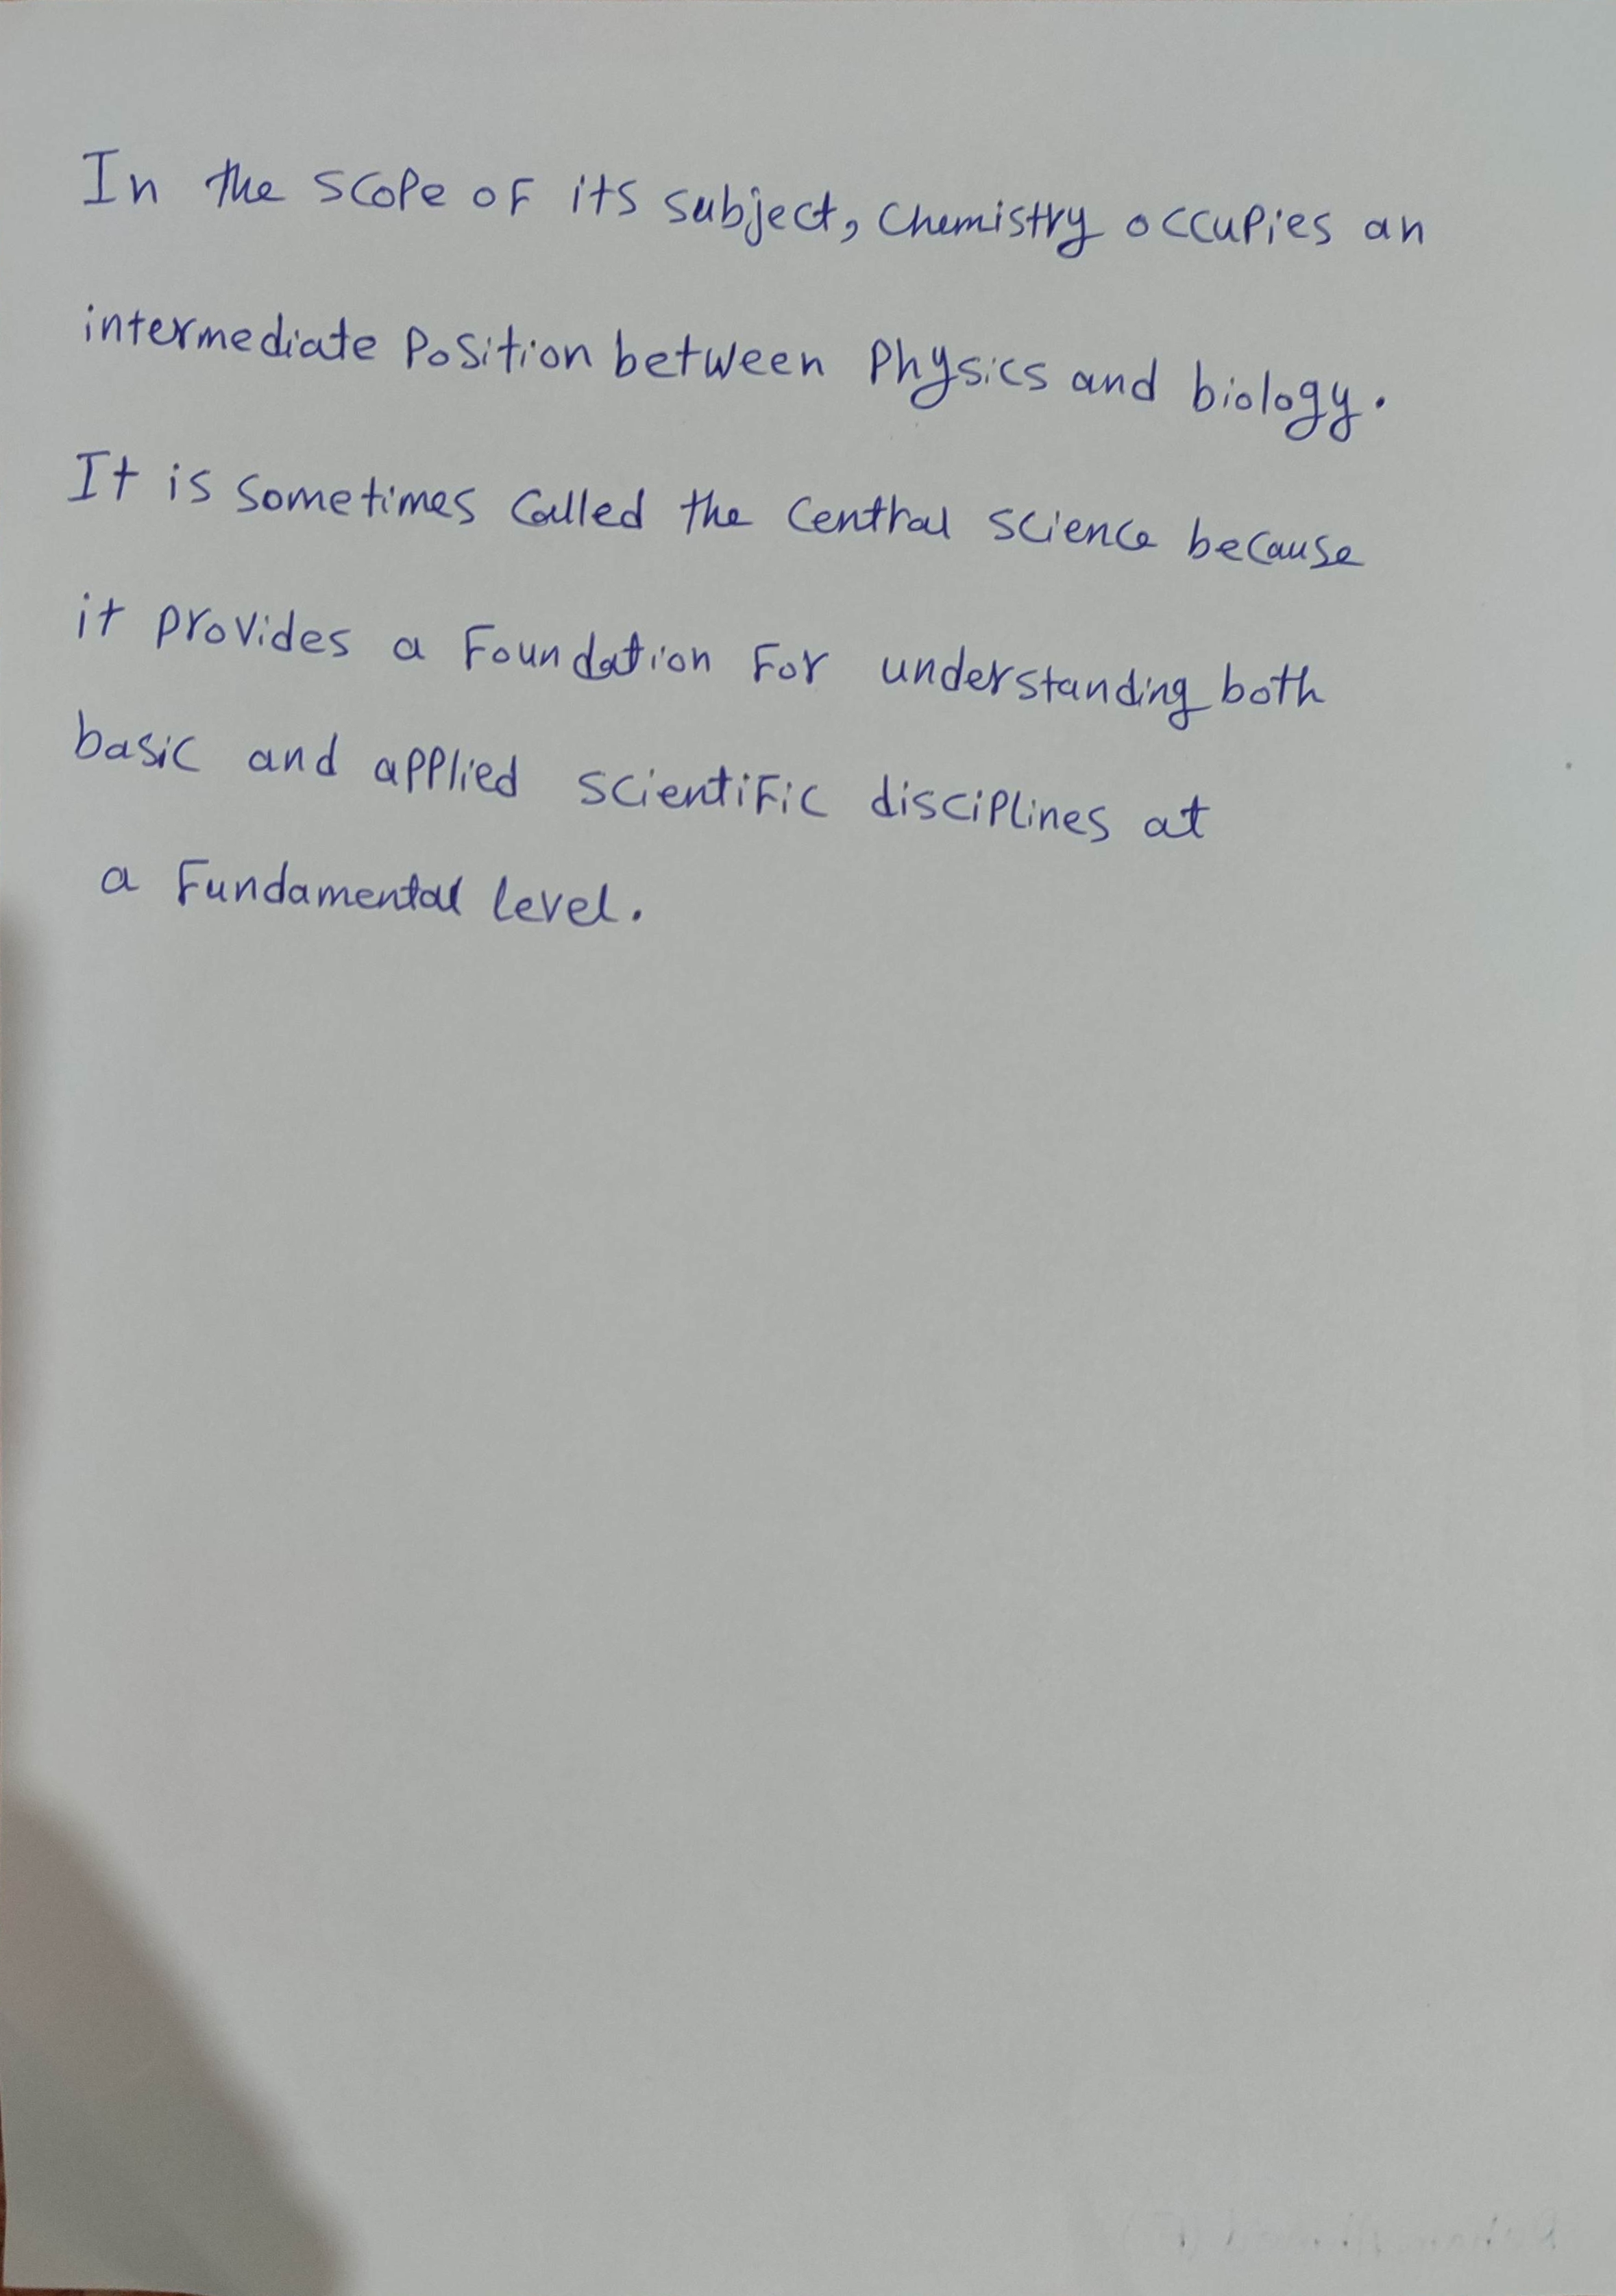 In the scope of its subject, chemistry occupies an
intermediate position between physics and biology.
It is sometimes called the central science because
it provides a foundation for understanding both
basic and applied scientific disciplines at
a fundamental level.